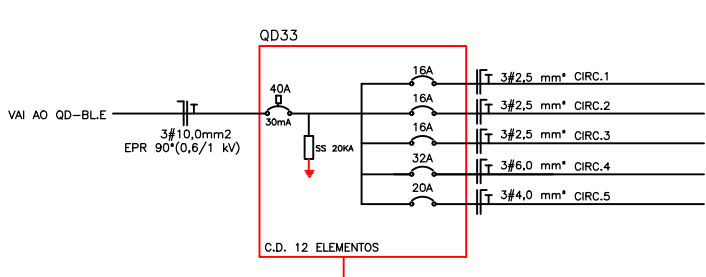 QD33
40A
30mA
VAI AO QD-BL.E
T
3#10,0mm2
EPR 90°(0,6/1 kV)
SS 20KA
16A
T 3#2,5 mm² CIRC.1
16A
T 3#2,5 mm² CIRC.2
16A
T 3#2,5 mm² CIRC.3
32A
T 3#6,0 mm² CIRC.4
20A
T 3#4,0 mm² CIRC.5
C.D. 12 ELEMENTOS